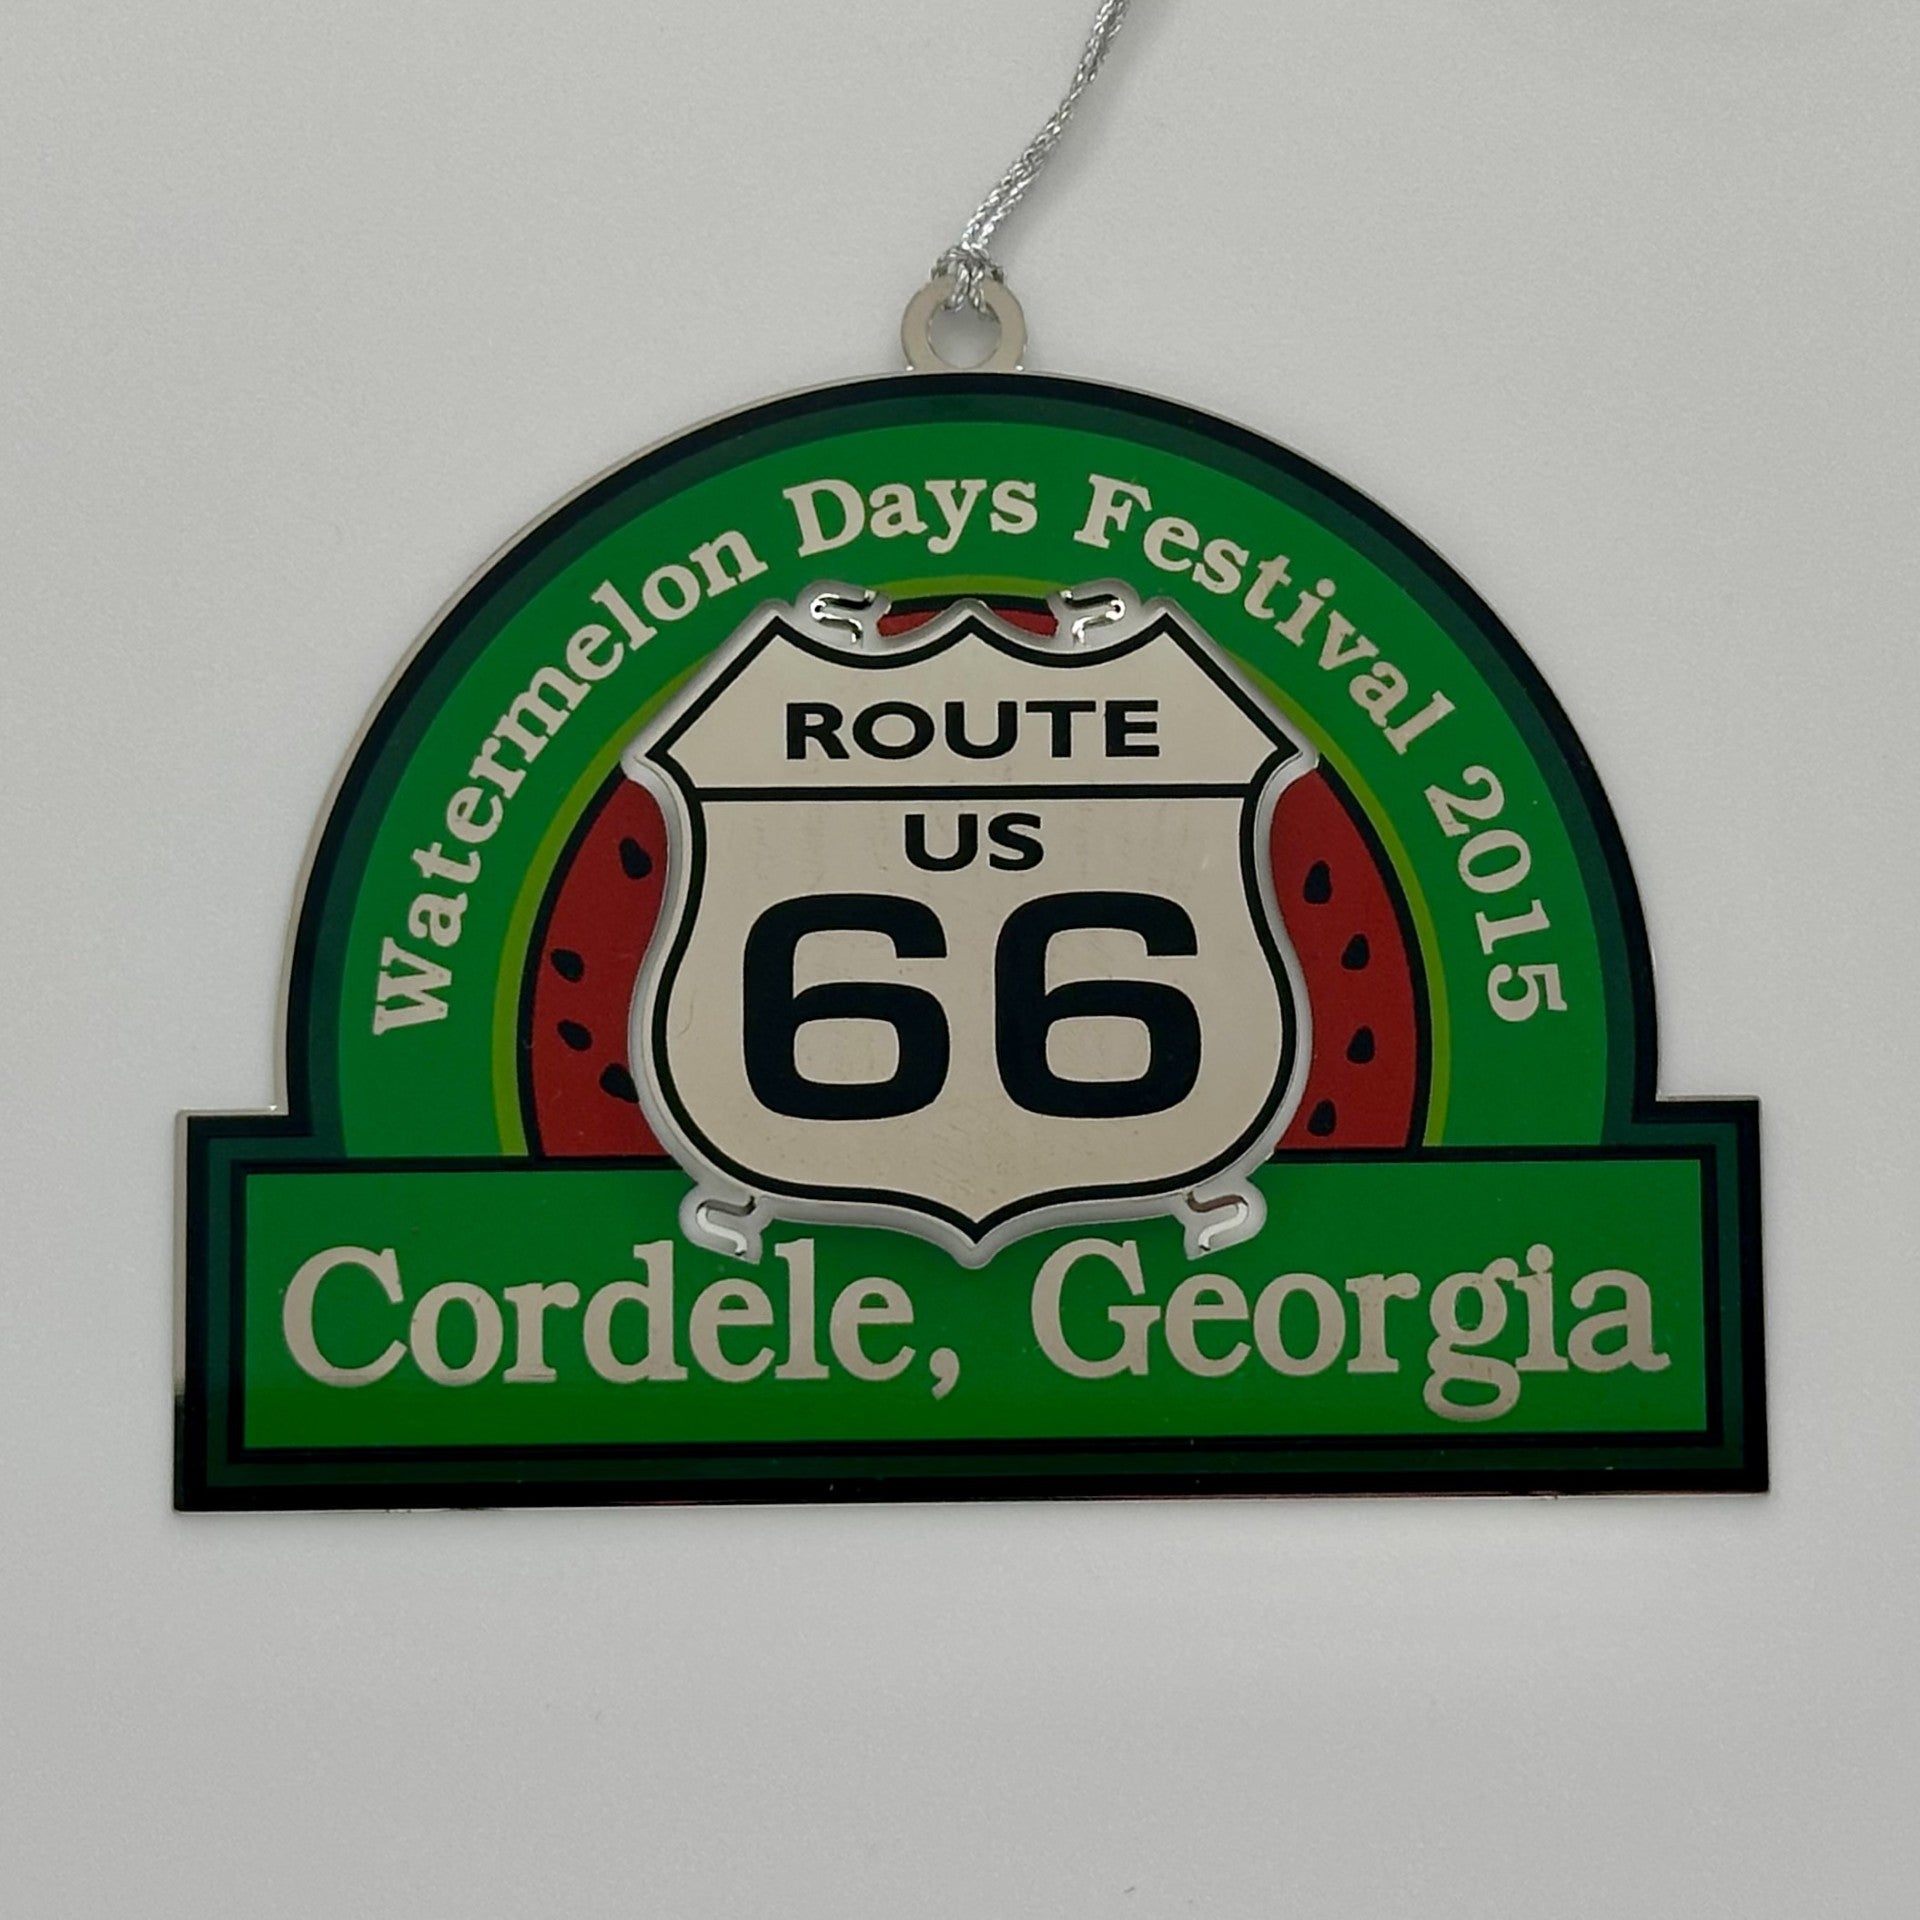 Watermelon Days Festival 2015
ROUTE
US
66
Cordele, Georgia